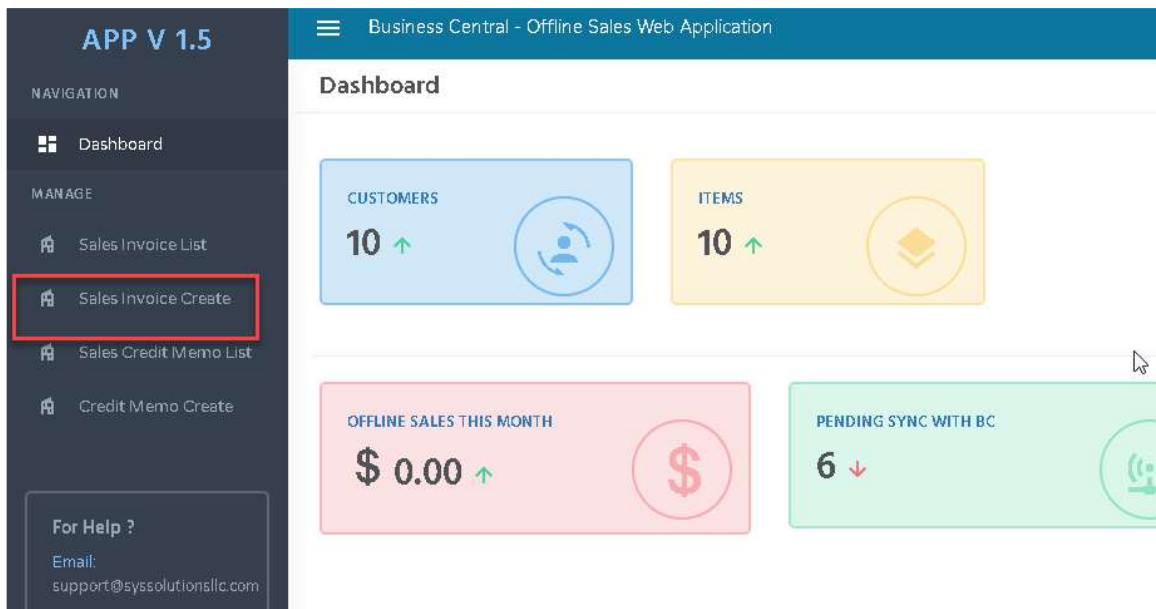 APP V 1.5
NAVIGATION
Dashboard
MANAGE
Sales Invoice List
Sales Invoice Create
Sales Credit Memo List
Credit Memo Create
For Help ?
Email:
support@syssolutionsllc.com
Business Central - Offline Sales Web Application
Dashboard
CUSTOMERS
10
ITEMS
10
OFFLINE SALES THIS MONTH
$ 0.00
$
PENDING SYNC WITH BC
6